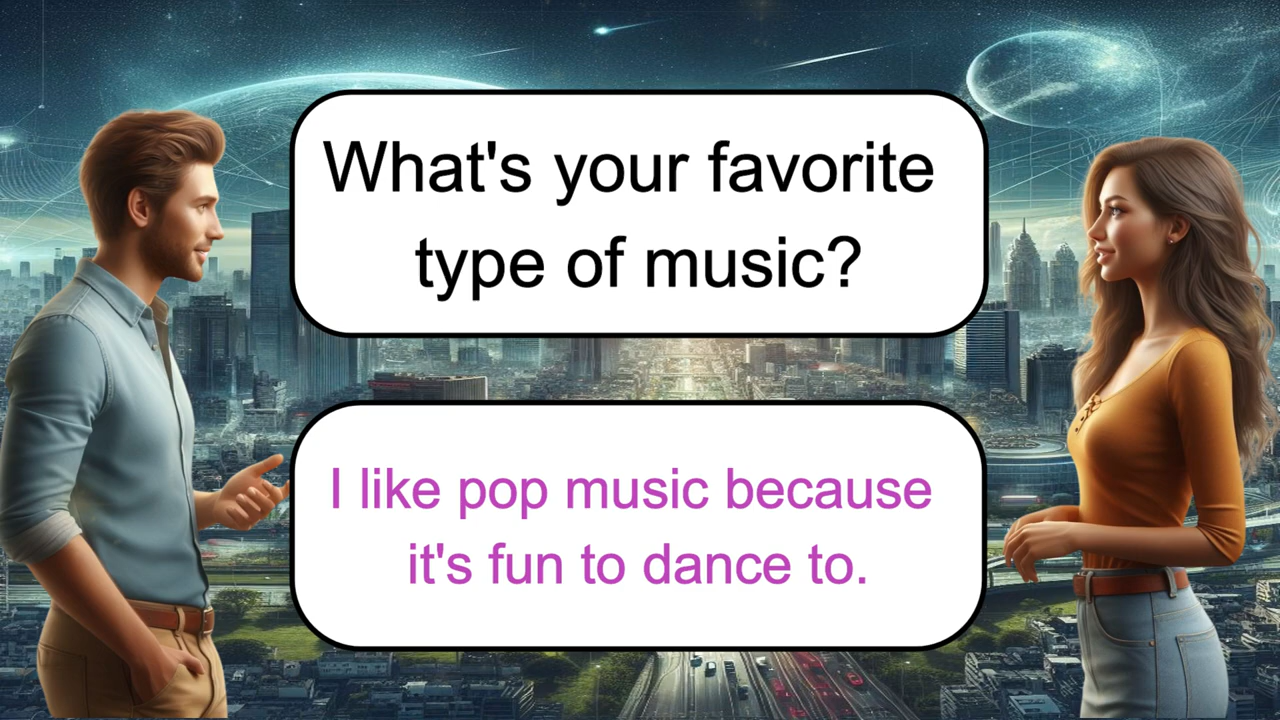 What's your favorite
type of music?
I like pop music because
it's fun to dance to.